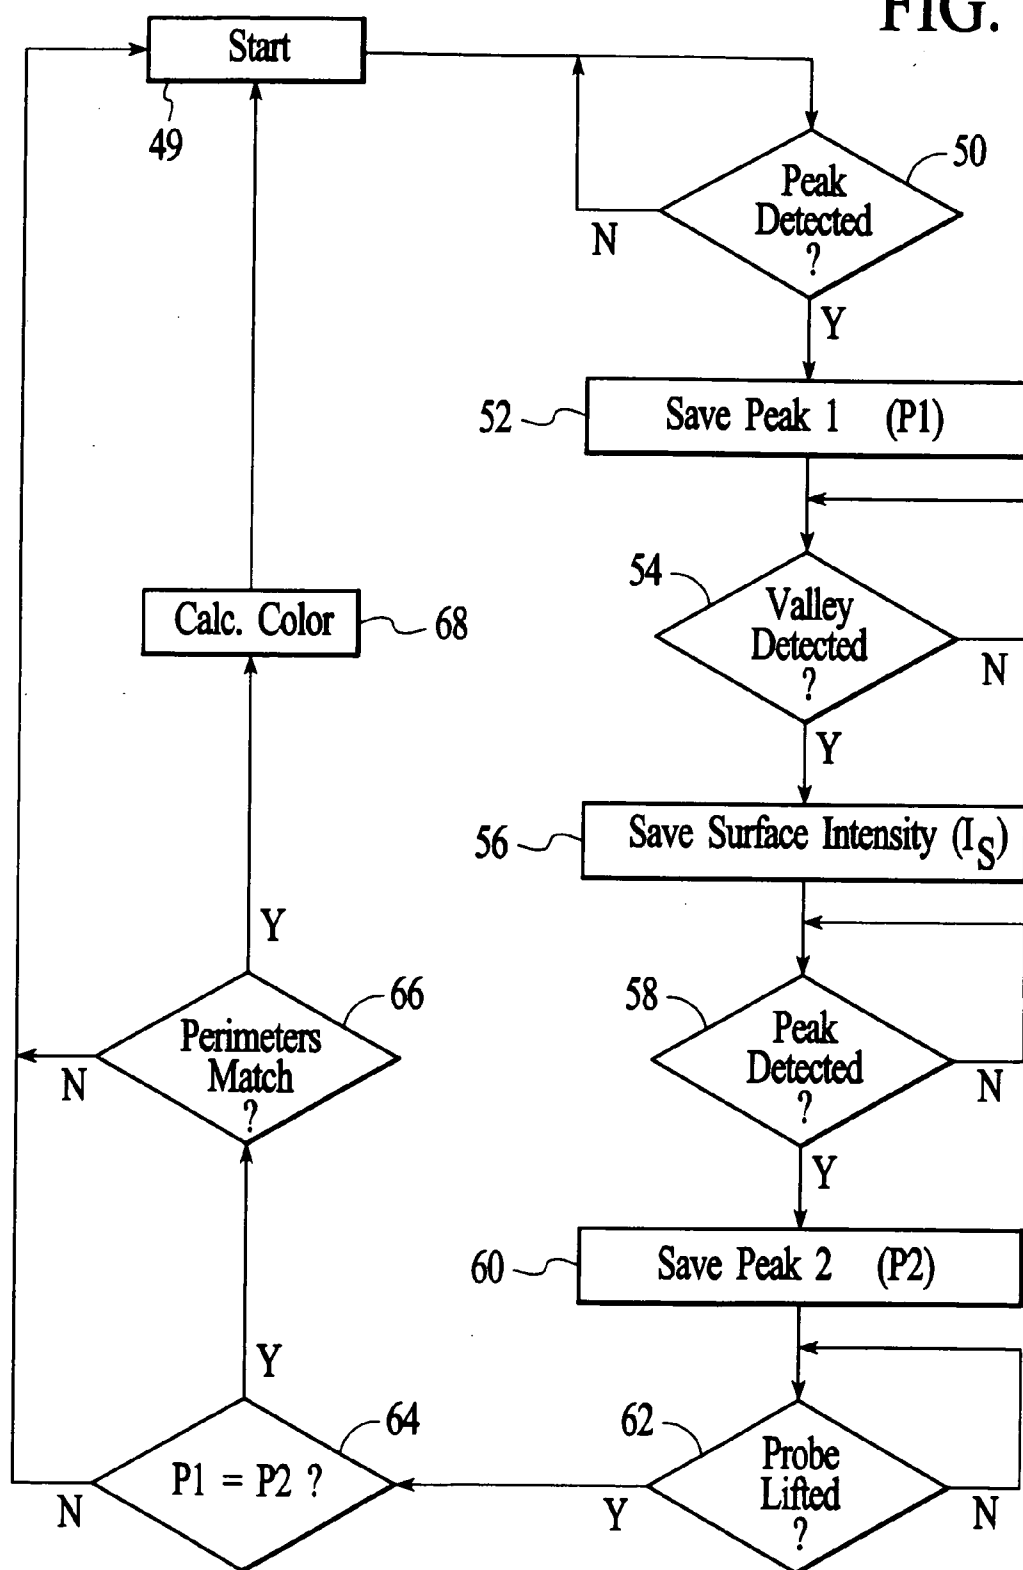 FIG.
Start
49
Peak
Detected
?
50
N
Y
52
Save Peak 1 (P1)
54
Valley
Detected
?
N
Y
Calc. Color
68
56
Save Surface Intensity (IS)
Y
66
Perimeters
Match
?
N
58
Peak
Detected
?
N
Y
60
Save Peak 2 (P2)
Y
64
P1 = P2 ?
N
62
Probe
Lifted
?
Y
N